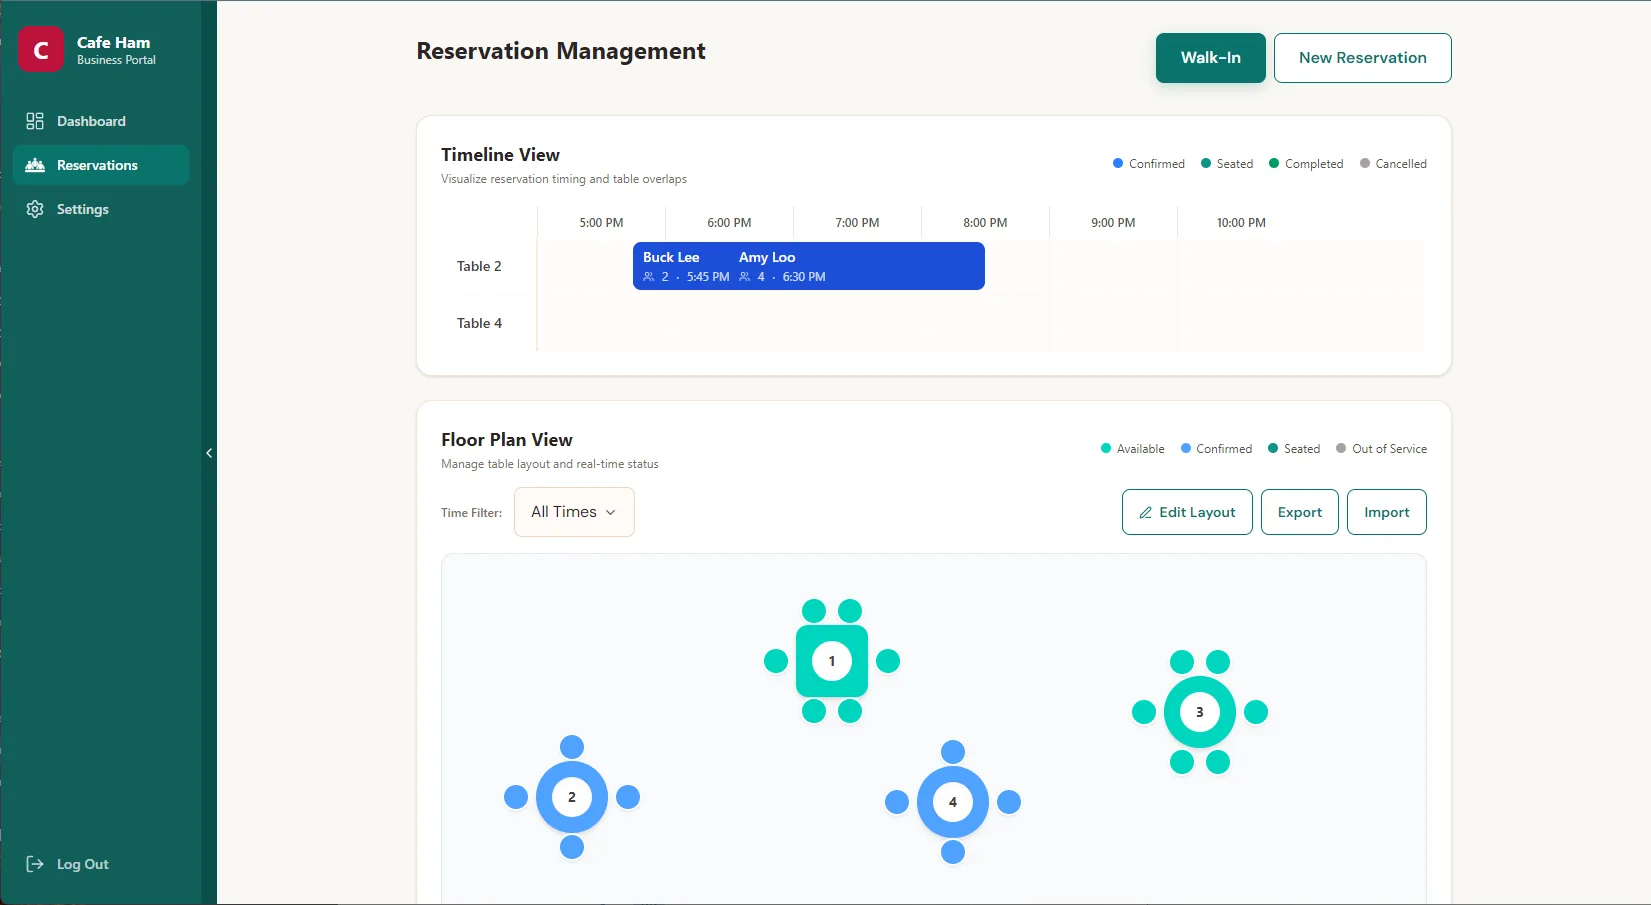 C
Cafe Ham
Business Portal
Dashboard
Reservations
Settings
Log Out
Reservation Management
Walk-In
New Reservation
Timeline View
Visualize reservation timing and table overlaps
Confirmed
Seated
Completed
Cancelled
5:00 PM
6:00 PM
7:00 PM
8:00 PM
9:00 PM
10:00 PM
Table 2
Buck Lee
2 · 5:45 PM
Amy Loo
4 · 6:30 PM
Table 4
Floor Plan View
Manage table layout and real-time status
Available
Confirmed
Seated
Out of Service
Time Filter:
All Times
Edit Layout
Export
Import
1
3
2
4